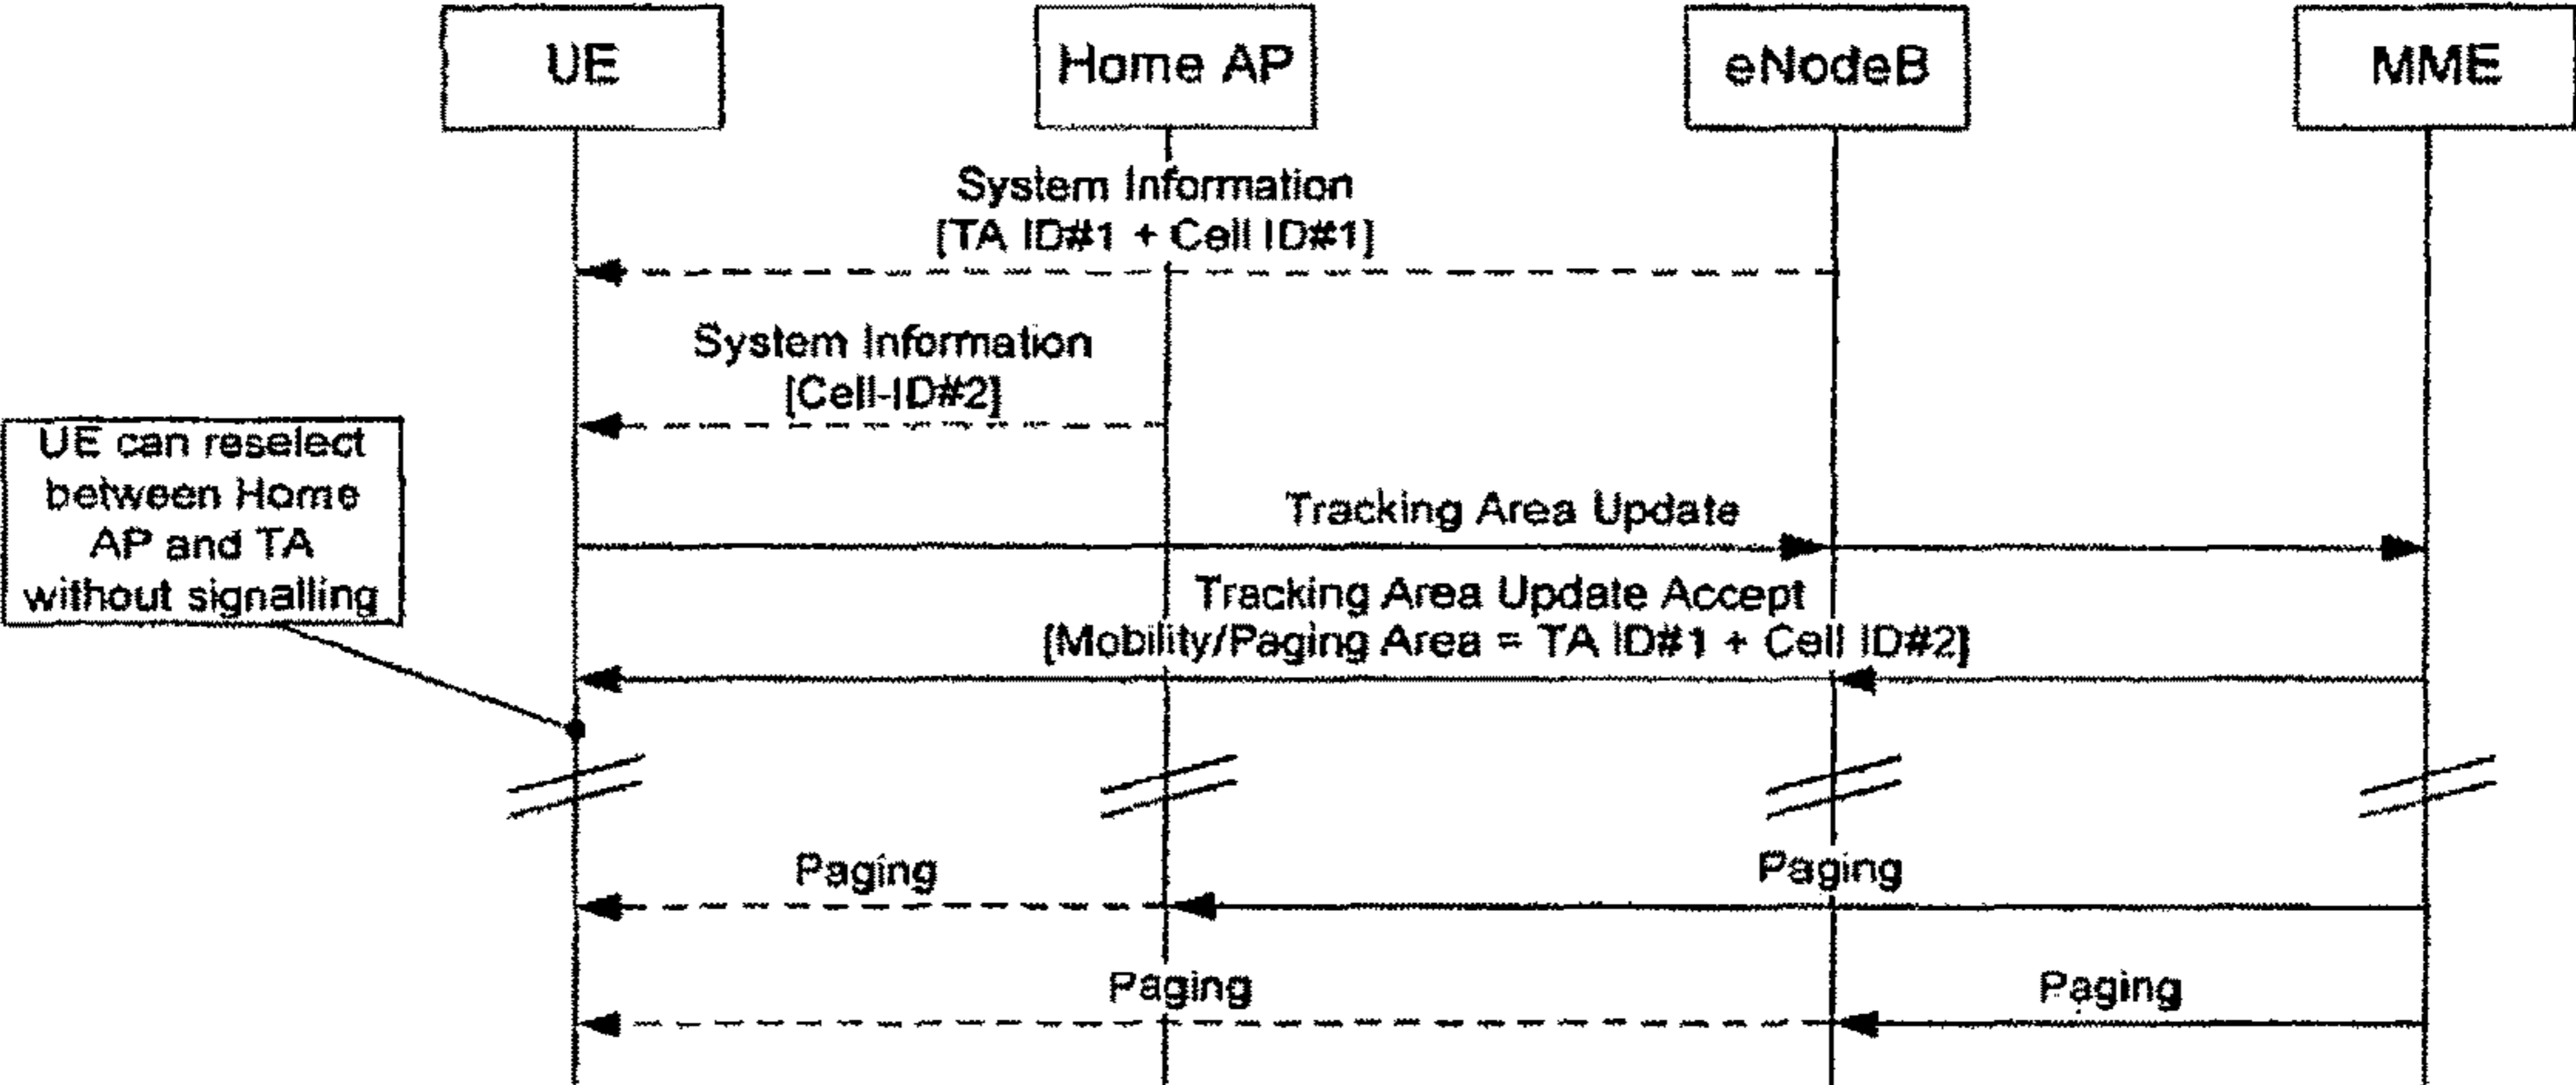 UE
Home AP
eNodeB
MME
System Information
[TA ID#1 + Cell ID#1]
System Information
[Cell-ID#2]
UE can reselect
between Home
AP and TA
without signalling
Tracking Area Update
Tracking Area Update Accept
[Mobility/Paging Area = TA ID#1 + Cell ID#2]
Paging
Paging
Paging
Paging